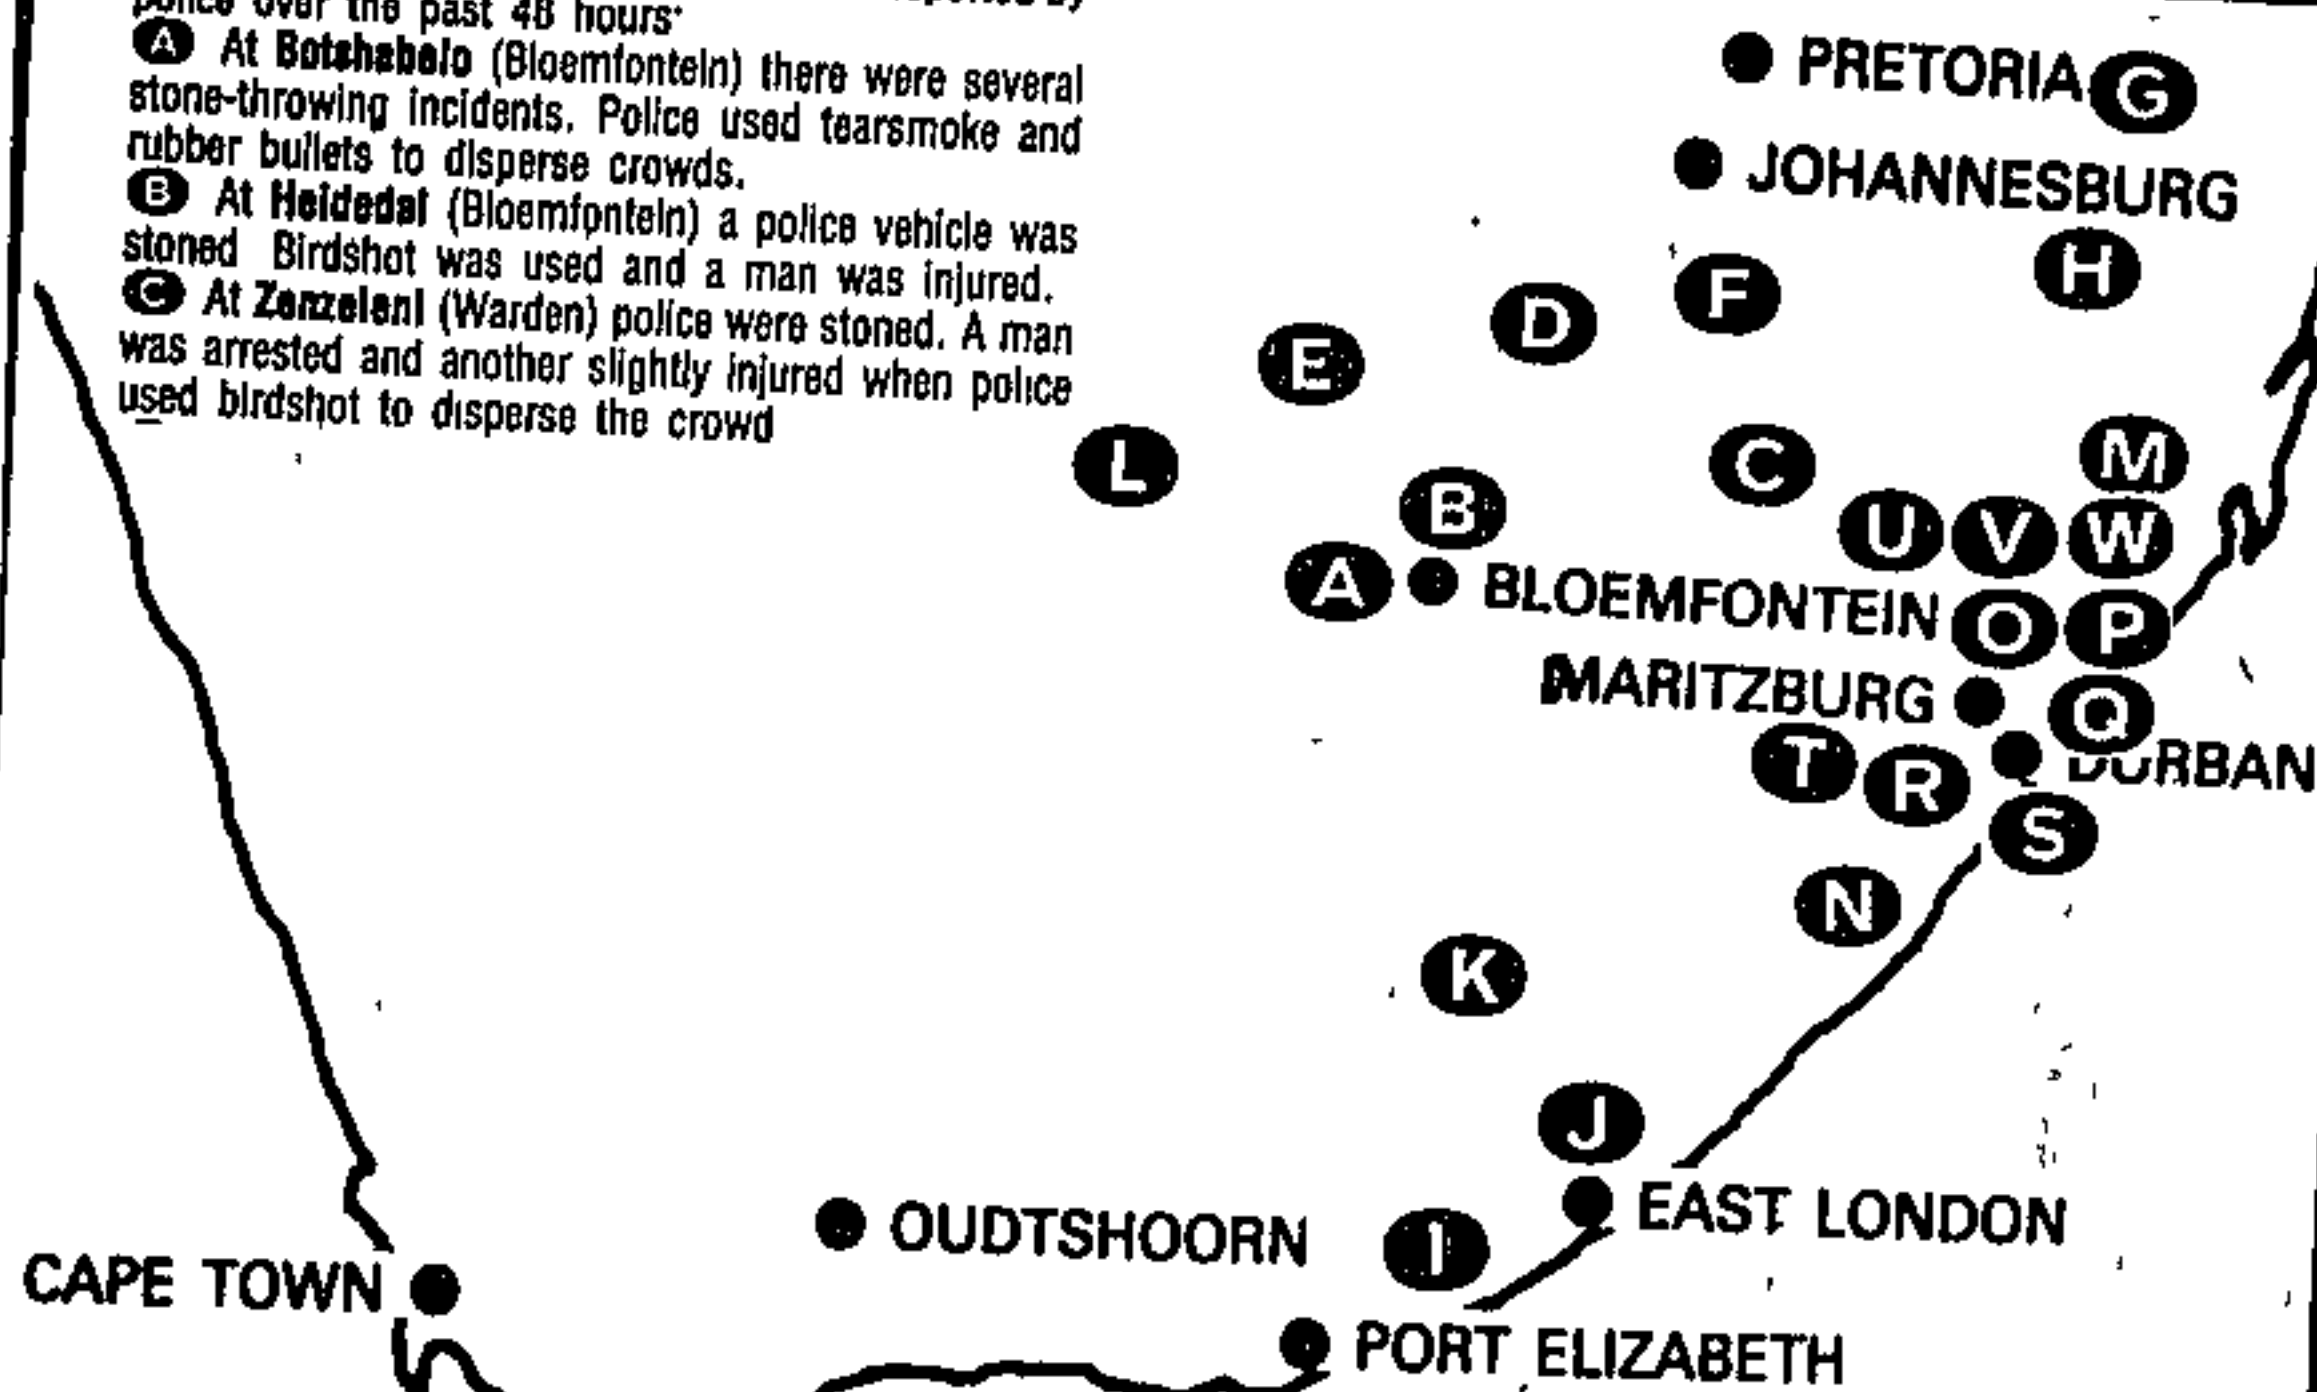 police over the past 48 hours:
A At Botshabelo (Bloemfontein) there were several
stone-throwing incidents. Police used tearsmoke and
rubber bullets to disperse crowds.
B At Heidedal (Bloemfontein) a police vehicle was
stoned Birdshot was used and a man was injured.
C At Zenzeleni (Warden) police were stoned. A man
was arrested and another slightly injured when police
used birdshot to disperse the crowd
PRETORIA G
JOHANNESBURG
H
F
D
E
C
L
M
B
U V W
A BLOEMFONTEIN O P
MARITZBURG Q
T R DURBAN
S
N
K
J
EAST LONDON
OUDTSHOORN I
CAPE TOWN
PORT ELIZABETH